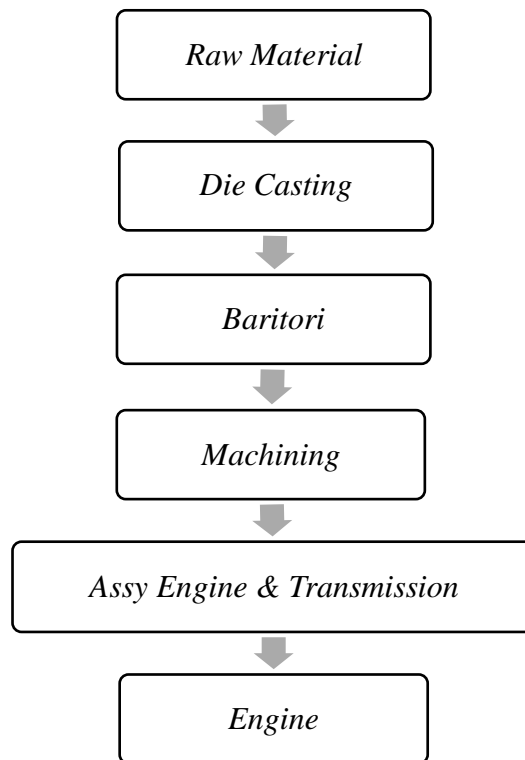 Raw Material
Die Casting
Baritori
Machining
Assy Engine & Transmission
Engine